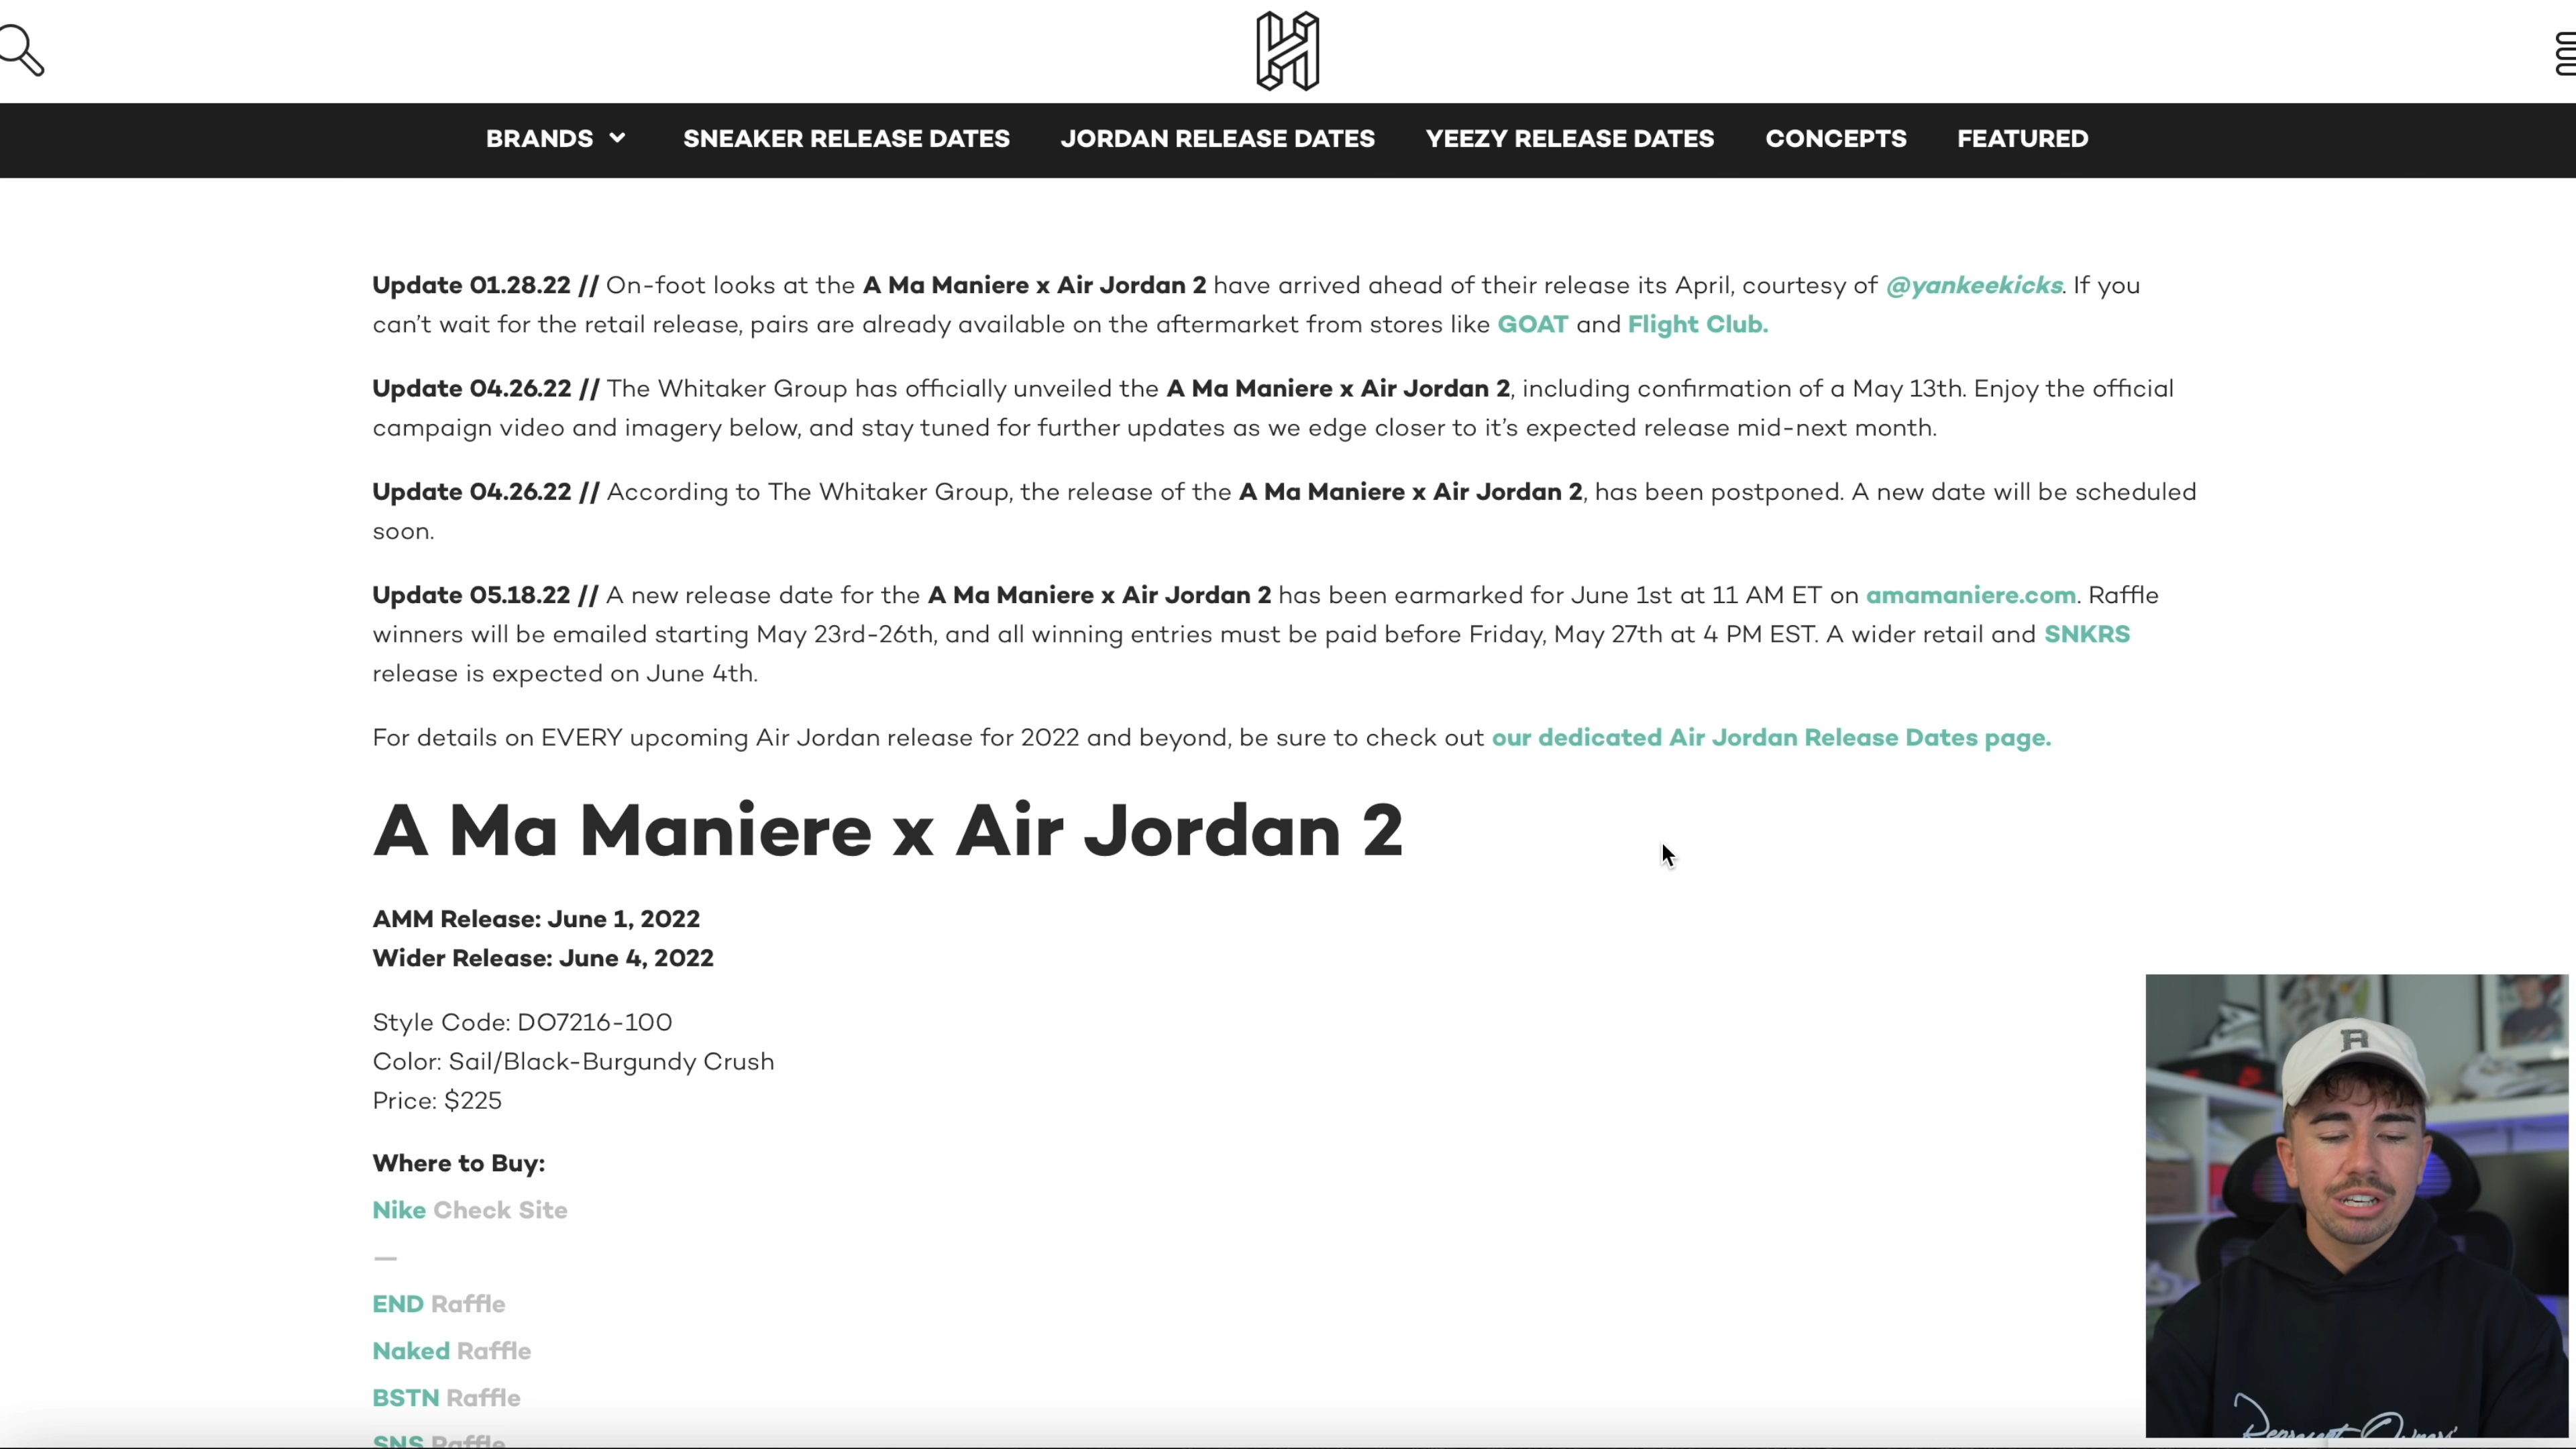 BRANDS SNEAKER RELEASE DATES JORDAN RELEASE DATES YEEZY RELEASE DATES CONCEPTS FEATURED
Update 01.28.22 // On-foot looks at the A Ma Maniere x Air Jordan 2 have arrived ahead of their release its April, courtesy of @yankeekicks. If you
can’t wait for the retail release, pairs are already available on the aftermarket from stores like GOAT and Flight Club.
Update 04.26.22 // The Whitaker Group has officially unveiled the A Ma Maniere x Air Jordan 2, including confirmation of a May 13th. Enjoy the official
campaign video and imagery below, and stay tuned for further updates as we edge closer to it’s expected release mid-next month.
Update 04.26.22 // According to The Whitaker Group, the release of the A Ma Maniere x Air Jordan 2, has been postponed. A new date will be scheduled
soon.
Update 05.18.22 // A new release date for the A Ma Maniere x Air Jordan 2 has been earmarked for June 1st at 11 AM ET on amamaniere.com. Raffle
winners will be emailed starting May 23rd-26th, and all winning entries must be paid before Friday, May 27th at 4 PM EST. A wider retail and SNKRS
release is expected on June 4th.
For details on EVERY upcoming Air Jordan release for 2022 and beyond, be sure to check out our dedicated Air Jordan Release Dates page.
A Ma Maniere x Air Jordan 2
AMM Release: June 1, 2022
Wider Release: June 4, 2022
Style Code: DO7216-100
Color: Sail/Black-Burgundy Crush
Price: $225
Where to Buy:
Nike Check Site
—
END Raffle
Naked Raffle
BSTN Raffle
SNS Raffle
R
Represent Owners'